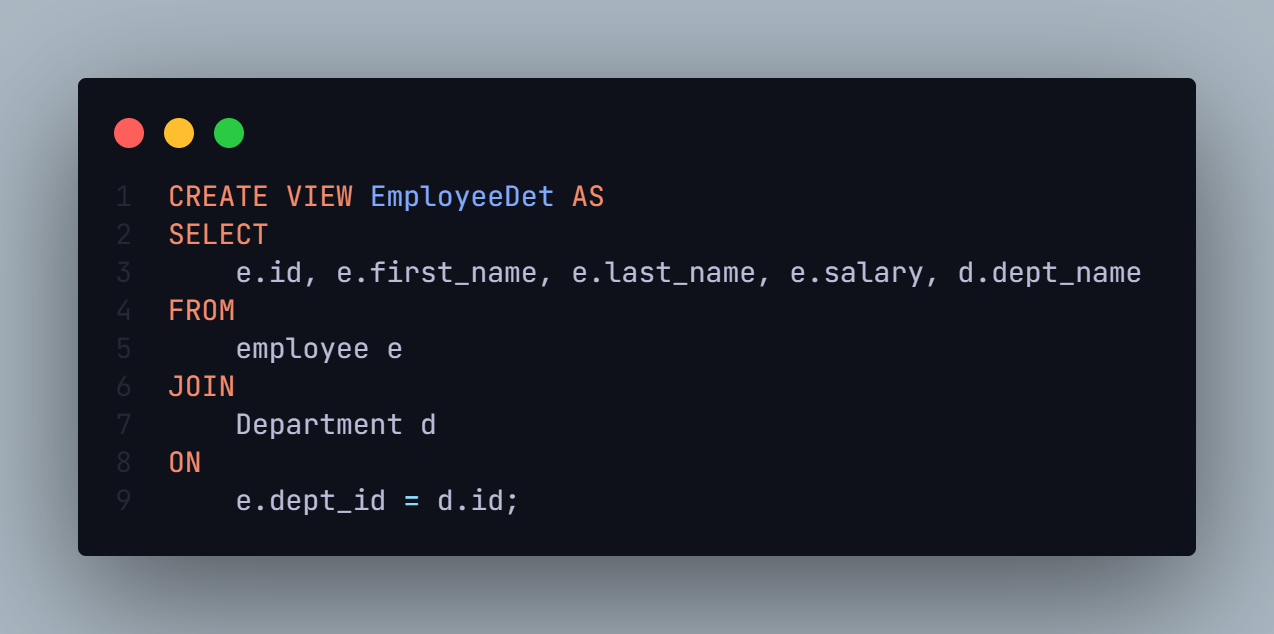 1 CREATE VIEW EmployeeDet AS
2 SELECT
3     e.id, e.first_name, e.last_name, e.salary, d.dept_name
4 FROM
5     employee e
6 JOIN
7     Department d
8 ON
9     e.dept_id = d.id;